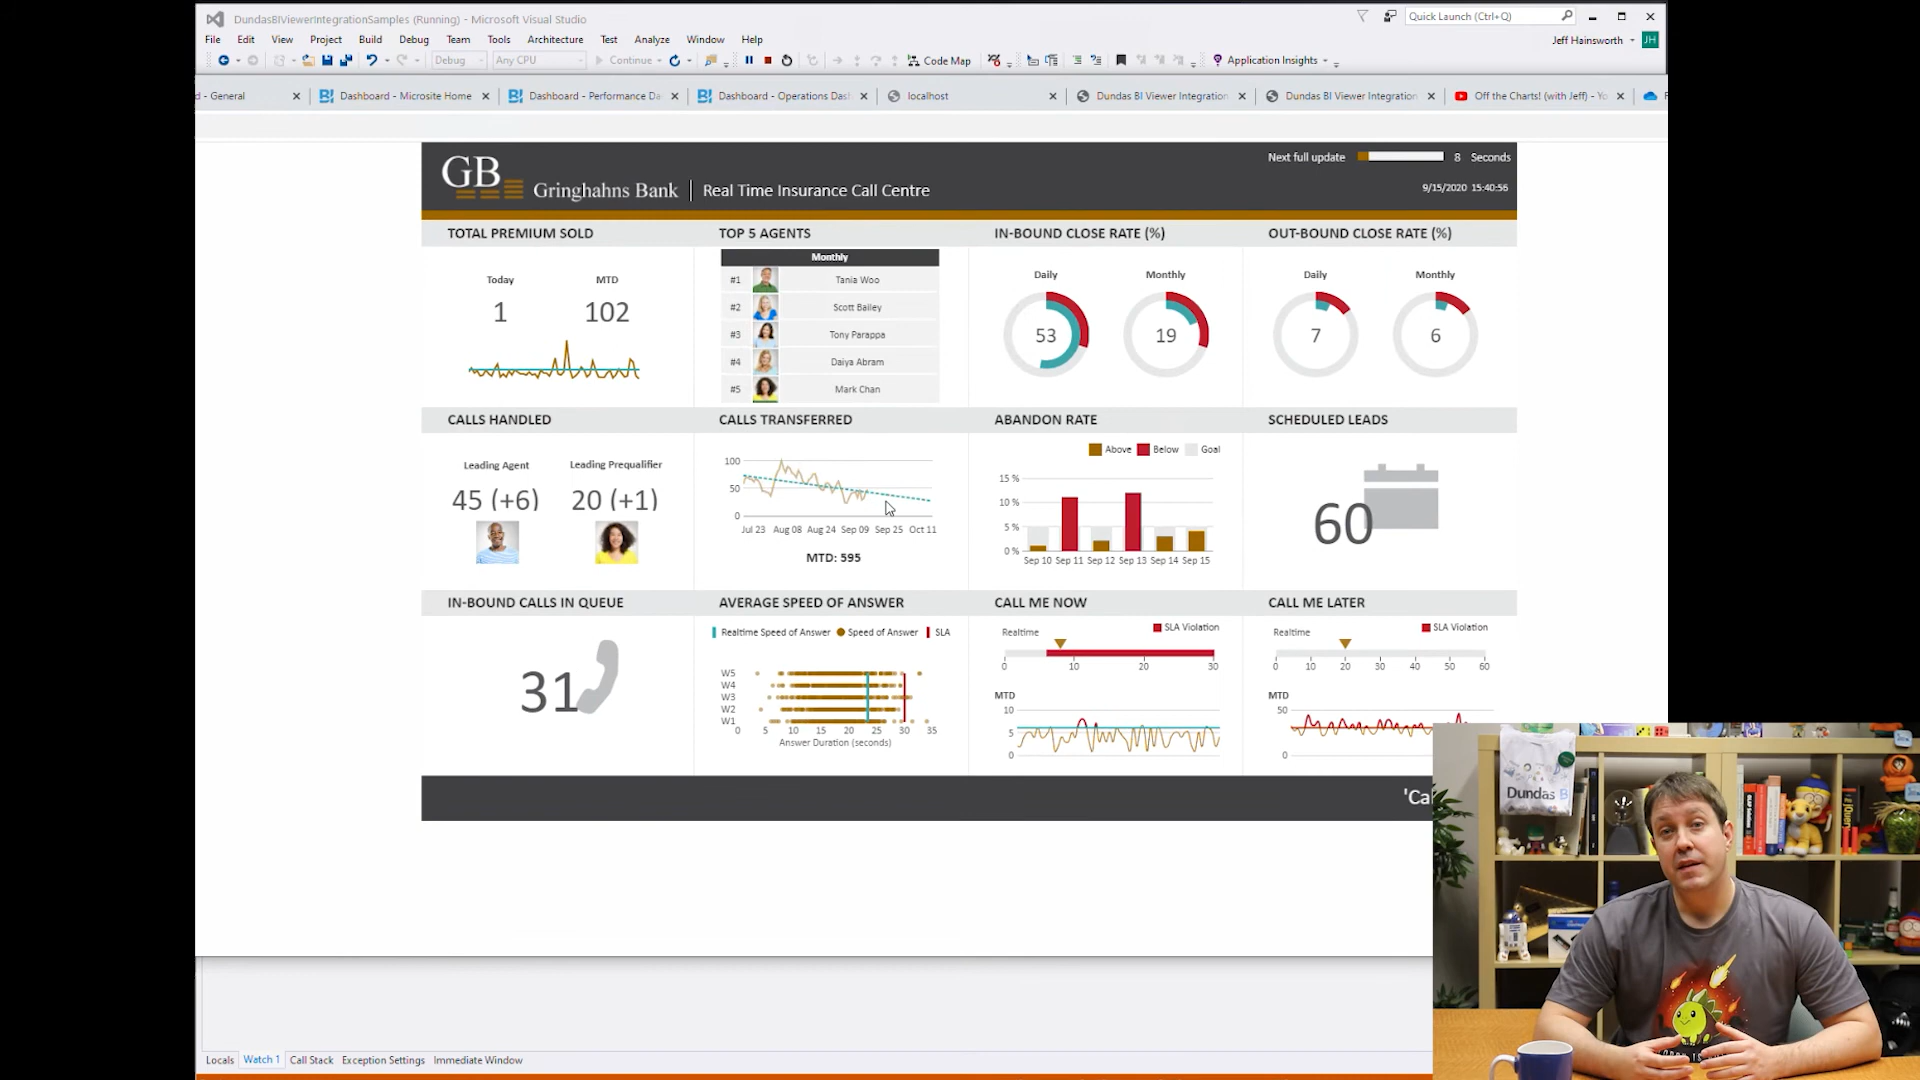 DundasBIViewerIntegrationSamples (Running) - Microsoft Visual Studio
Quick Launch (Ctrl+Q)
File Edit View Project Build Debug Team Tools Architecture Test Analyze Window Help
Jeff Hainsworth JH
Debug Any CPU Continue Code Map Application Insights
d - General
Dashboard - Microsite Home
Dashboard - Performance Da
Dashboard - Operations Dash
localhost
Dundas BI Viewer Integration
Dundas BI Viewer Integration
Off the Charts! (with Jeff) - Yo
GB
Gringhahns Bank | Real Time Insurance Call Centre
Next full update 8 Seconds
9/15/2020 15:40:56
TOTAL PREMIUM SOLD
Today MTD
1 102
TOP 5 AGENTS
Monthly
#1 Tania Woo
#2 Scott Bailey
#3 Tony Parappa
#4 Daiya Abram
#5 Mark Chan
IN-BOUND CLOSE RATE (%)
Daily Monthly
53 19
OUT-BOUND CLOSE RATE (%)
Daily Monthly
7 6
CALLS HANDLED
Leading Agent Leading Prequalifier
45 (+6) 20 (+1)
CALLS TRANSFERRED
100
50
0
Jul 23 Aug 08 Aug 24 Sep 09 Sep 25 Oct 11
MTD: 595
ABANDON RATE
Above Below Goal
15 %
10 %
5 %
0 %
Sep 10 Sep 11 Sep 12 Sep 13 Sep 14 Sep 15
SCHEDULED LEADS
60
IN-BOUND CALLS IN QUEUE
31
AVERAGE SPEED OF ANSWER
Realtime Speed of Answer Speed of Answer SLA
W5
W4
W3
W2
W1
0 5 10 15 20 25 30 35
Answer Duration (seconds)
CALL ME NOW
Realtime SLA Violation
0 10 20 30
MTD
10
5
0
CALL ME LATER
Realtime SLA Violation
0 10 20 30 40 50 60
MTD
50
0
'Ca
Dundas B
Locals Watch 1 Call Stack Exception Settings Immediate Window